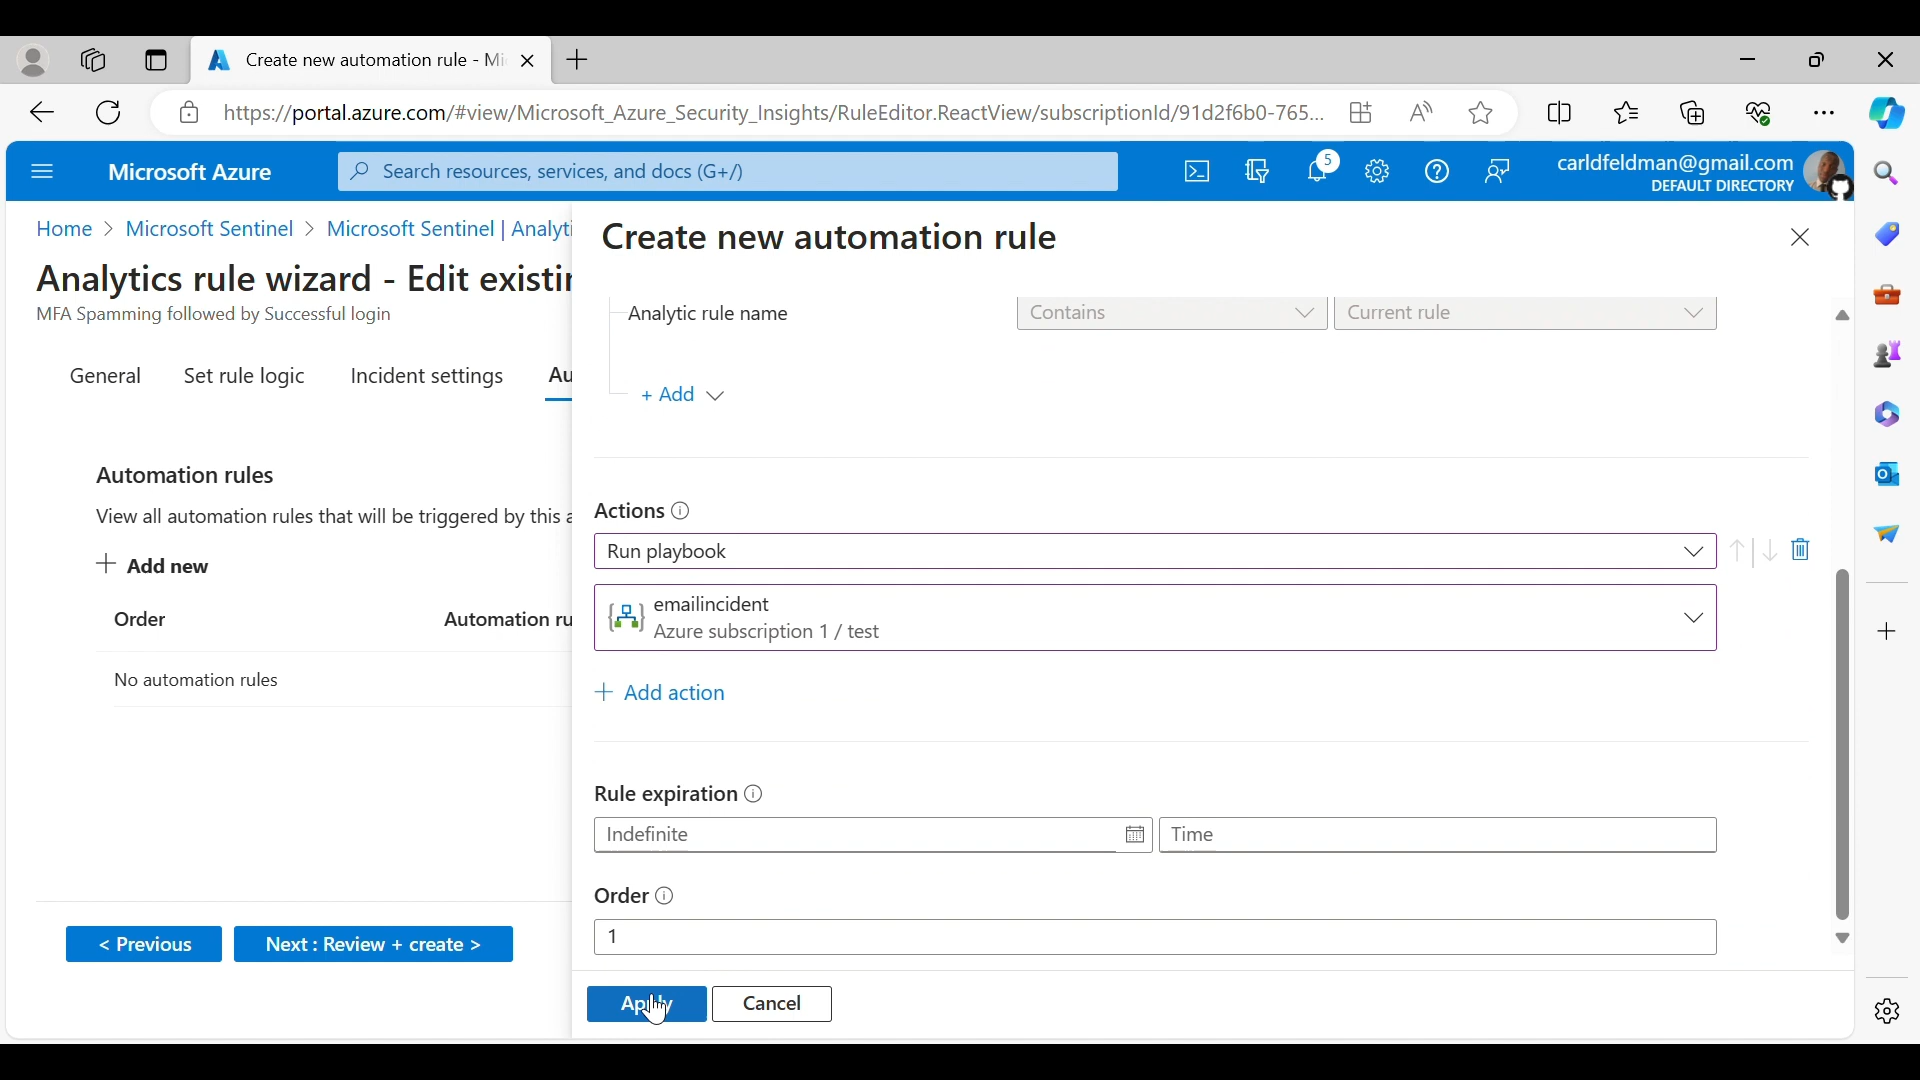 Create new automation rule - Mi
https://portal.azure.com/#view/Microsoft_Azure_Security_Insights/RuleEditor.ReactView/subscriptionId/91d2f6b0-765...
Microsoft Azure
Search resources, services, and docs (G+/)
5
carldfeldman@gmail.com
DEFAULT DIRECTORY
Home > Microsoft Sentinel > Microsoft Sentinel | Analyti
Analytics rule wizard - Edit existin
MFA Spamming followed by Successful login
General Set rule logic Incident settings Au
Automation rules
View all automation rules that will be triggered by this a
+ Add new
Order Automation ru
No automation rules
< Previous Next : Review + create >
Create new automation rule
Analytic rule name Contains Current rule
+ Add
Actions
Run playbook
emailincident
Azure subscription 1 / test
+ Add action
Rule expiration
Indefinite Time
Order
1
Apply Cancel